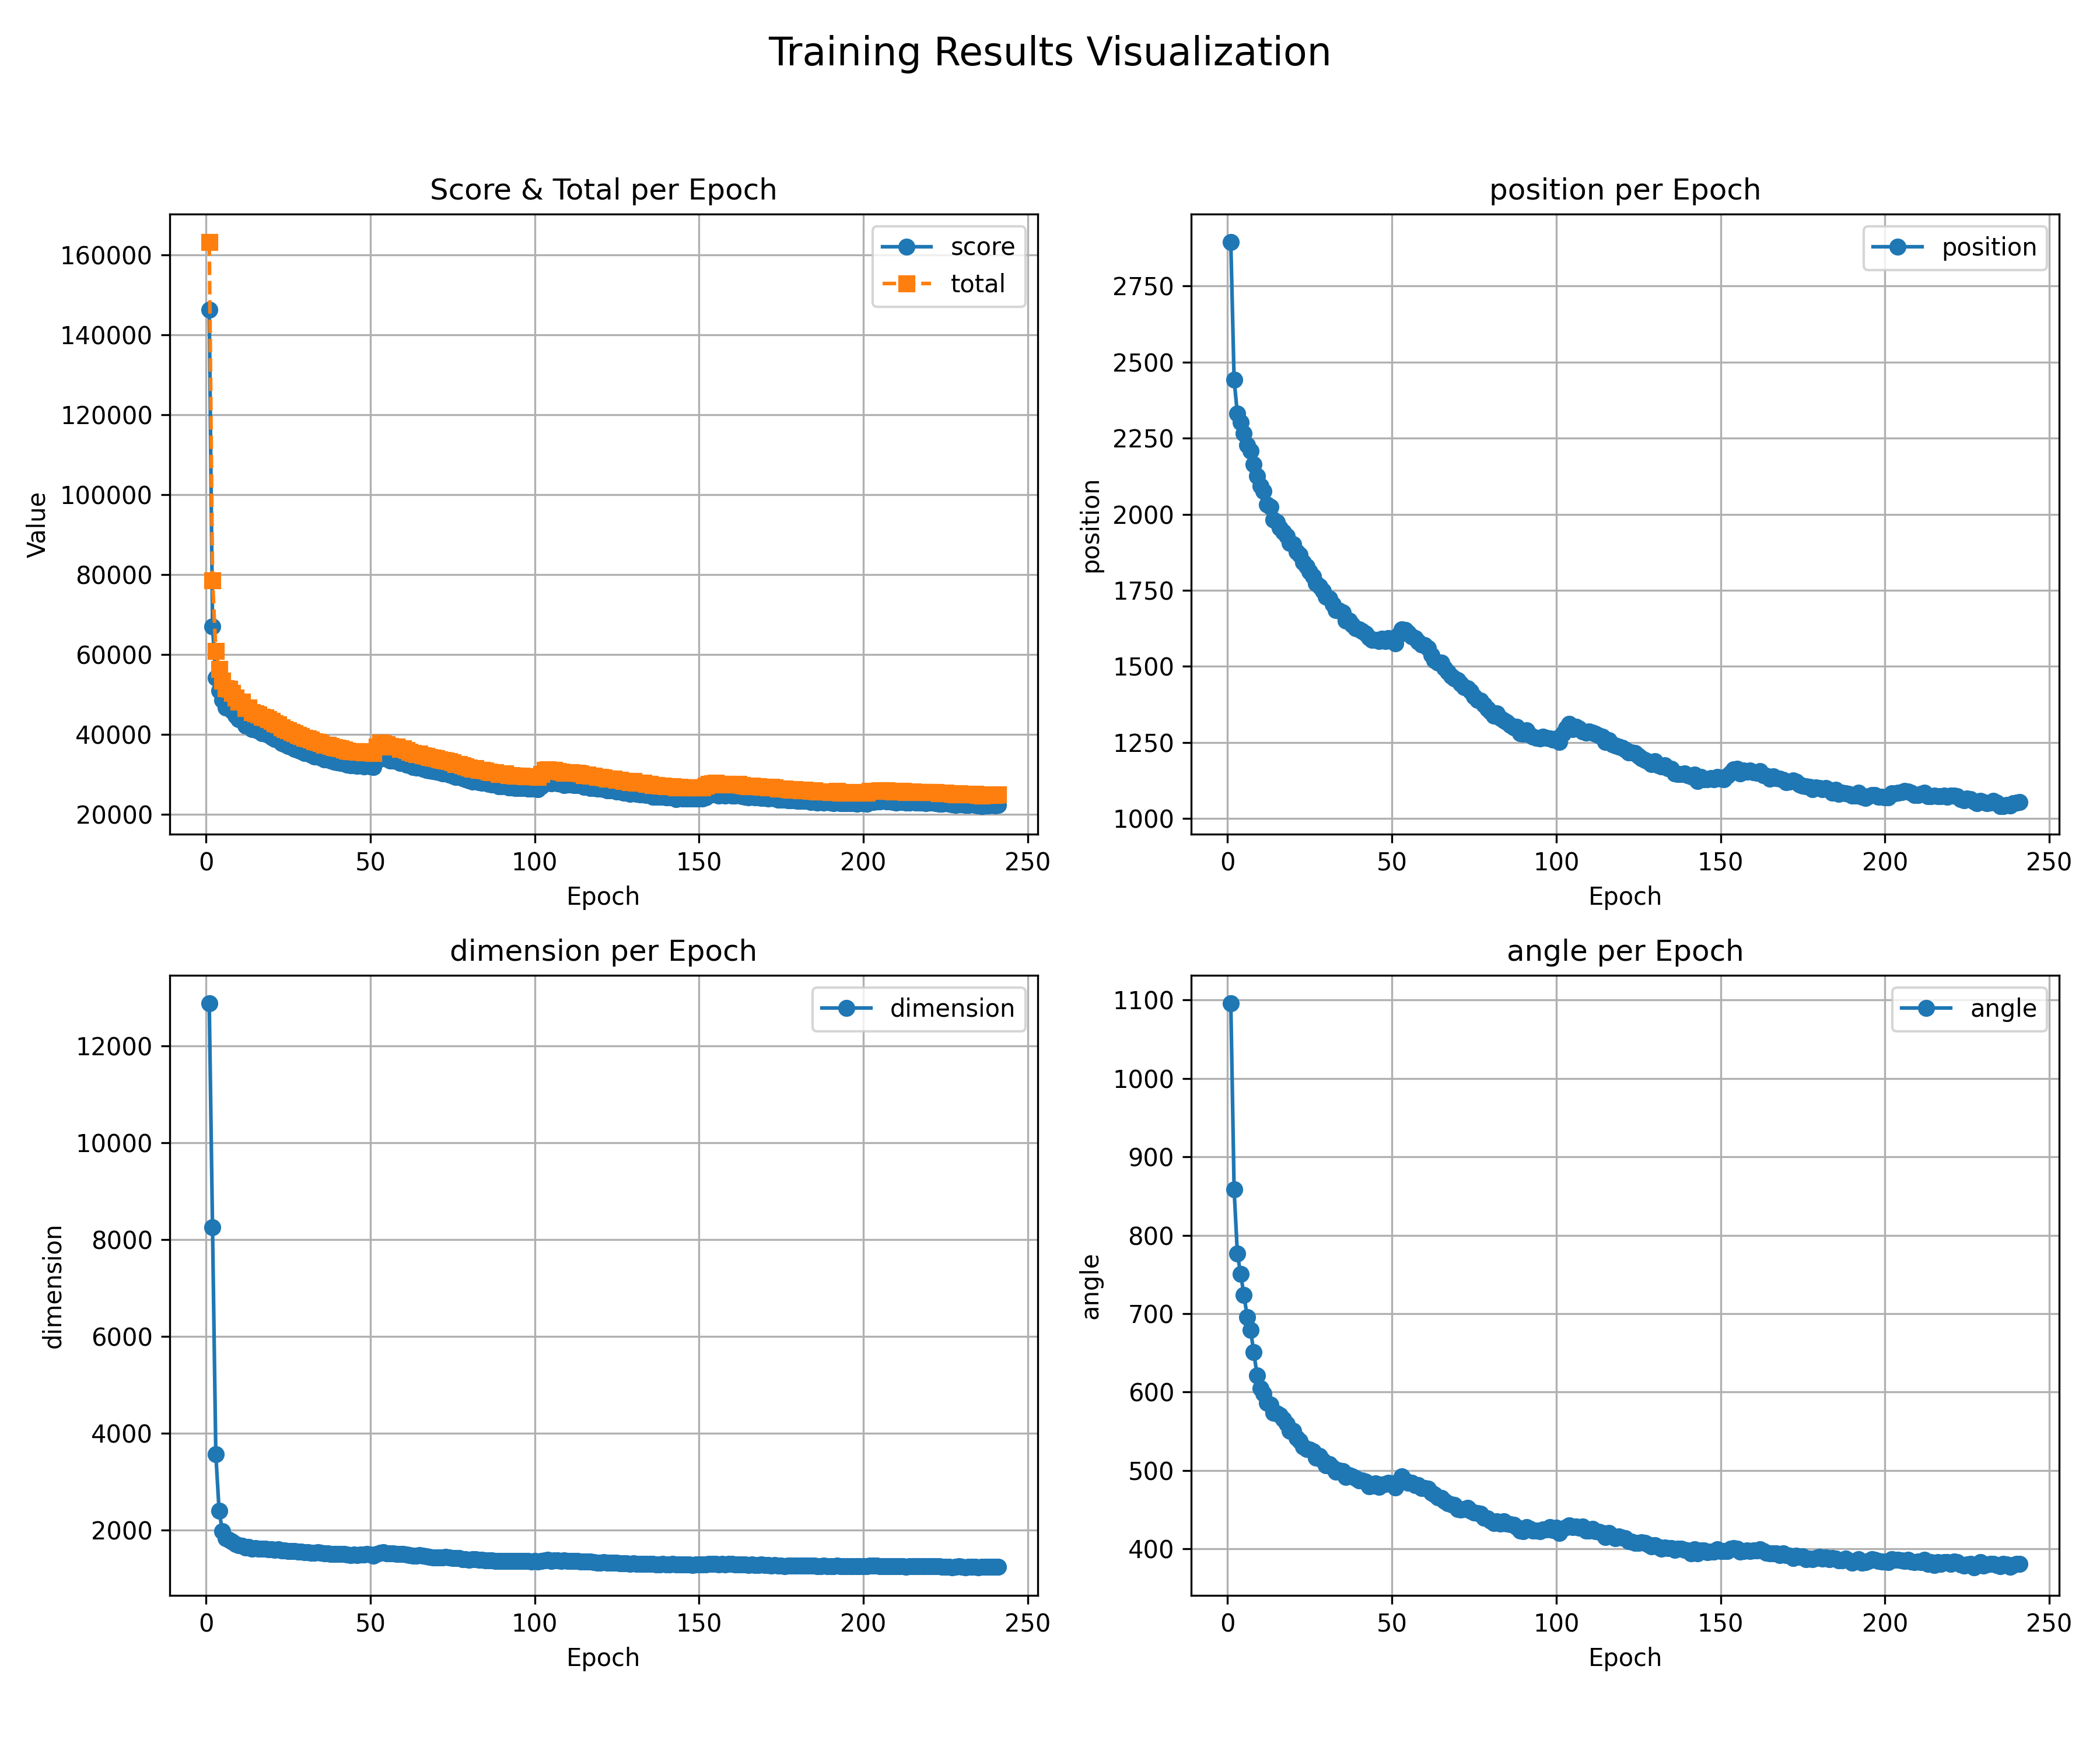 Training Results Visualization
Score & Total per Epoch
Value
160000
140000
120000
100000
80000
60000
40000
20000
0 50 100 150 200 250
Epoch
score
total
position per Epoch
position
2750
2500
2250
2000
1750
1500
1250
1000
0 50 100 150 200 250
Epoch
position
dimension per Epoch
dimension
12000
10000
8000
6000
4000
2000
0 50 100 150 200 250
Epoch
dimension
angle per Epoch
angle
1100
1000
900
800
700
600
500
400
0 50 100 150 200 250
Epoch
angle